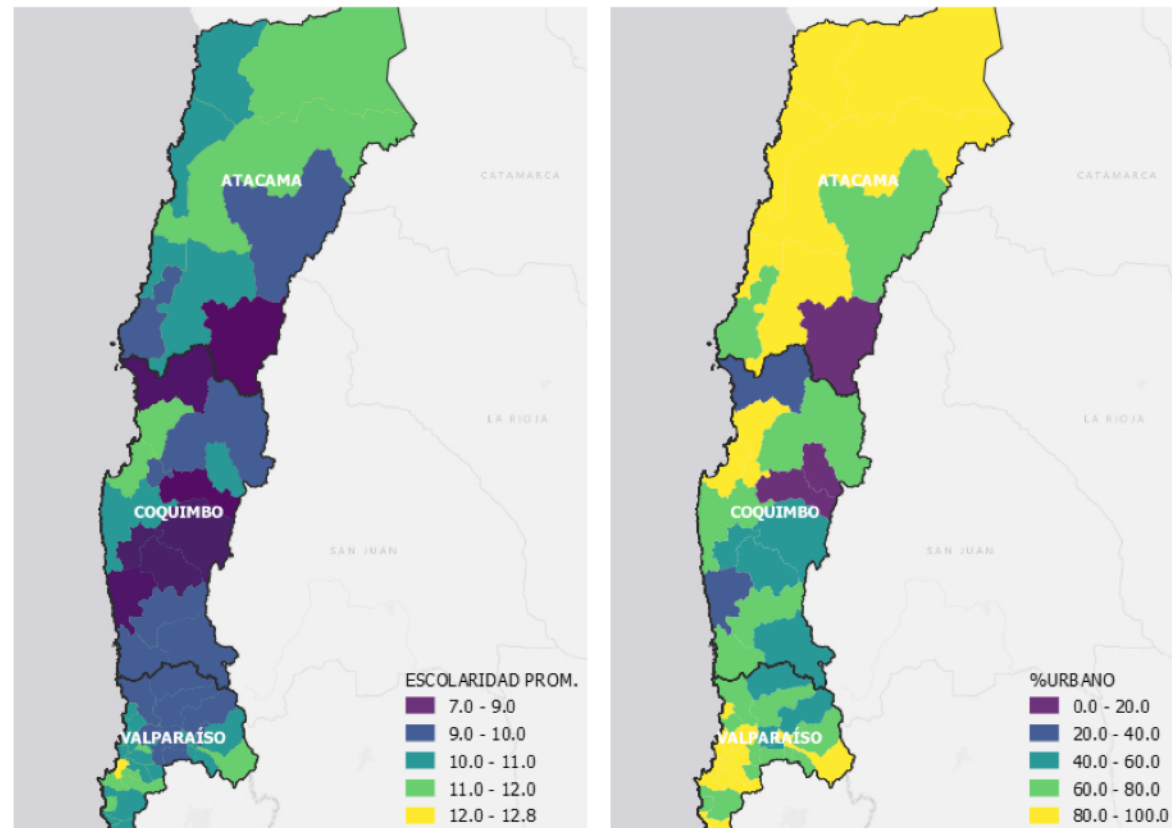 ATACAMA
CATAMARCA
LA RIOJA
COQUIMBO
SAN JUAN
VALPARAÍSO
ESCOLARIDAD PROM.
7.0 - 9.0
9.0 - 10.0
10.0 - 11.0
11.0 - 12.0
12.0 - 12.8
ATACAMA
CATAMARCA
LA RIOJA
COQUIMBO
SAN JUAN
VALPARAÍSO
%URBANO
0.0 - 20.0
20.0 - 40.0
40.0 - 60.0
60.0 - 80.0
80.0 - 100.0